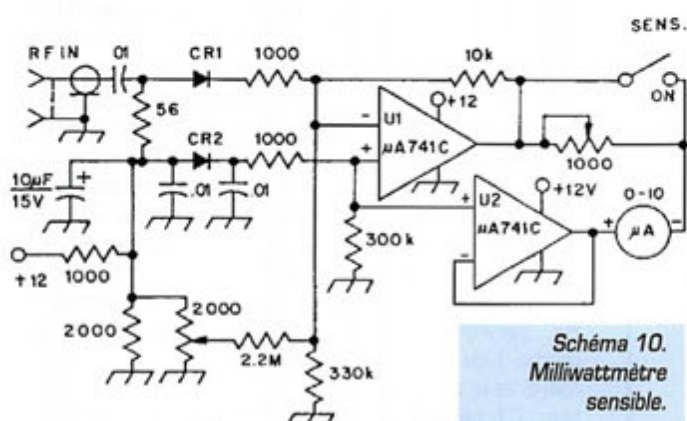 SENS.
RF IN
.01
CR1
1000
10k
ON
56
+12
U1
-
+
µA741C
CR2
1000
1000
10µF
15V
+
.01
.01
+12V
0-10
+
U2
-
µA741C
+
µA
-
300k
+12
1000
2000
2000
2.2M
330k
Schéma 10.
Milliwattmètre
sensible.